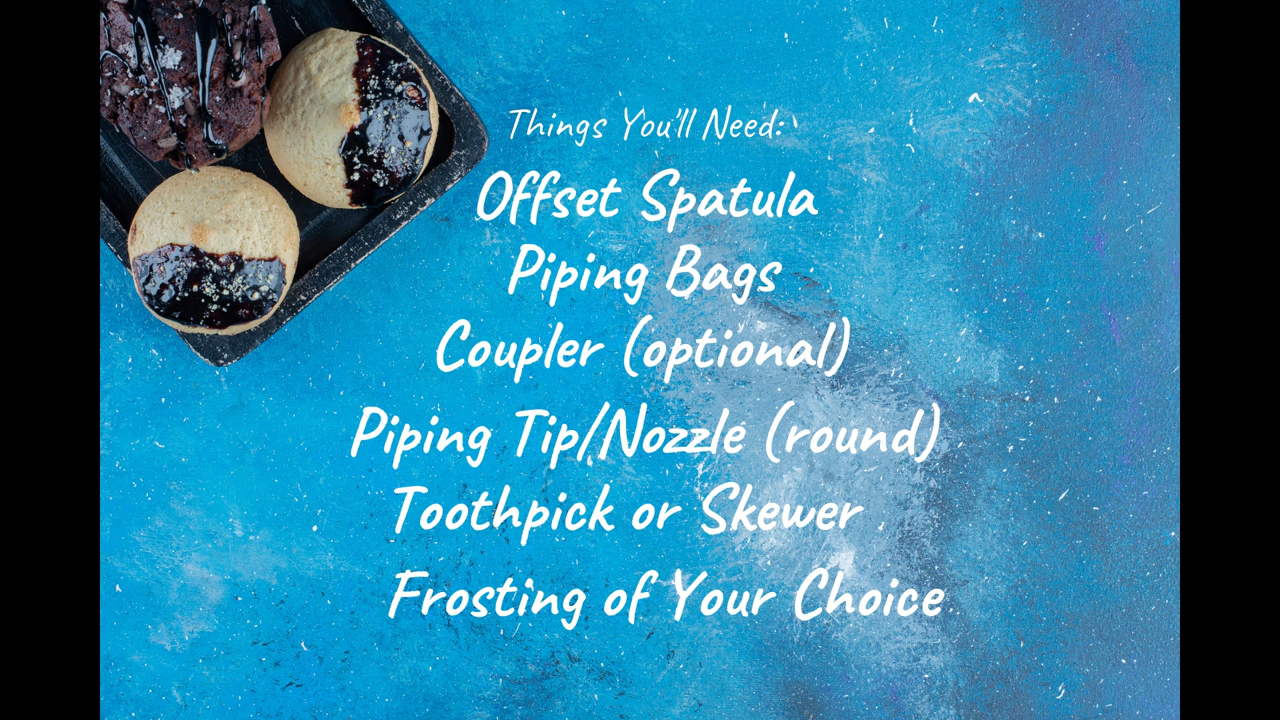 Things You'll Need:
Offset Spatula
Piping Bags
Coupler (optional)
Piping Tip/Nozzle (round)
Toothpick or Skewer
Frosting of Your Choice